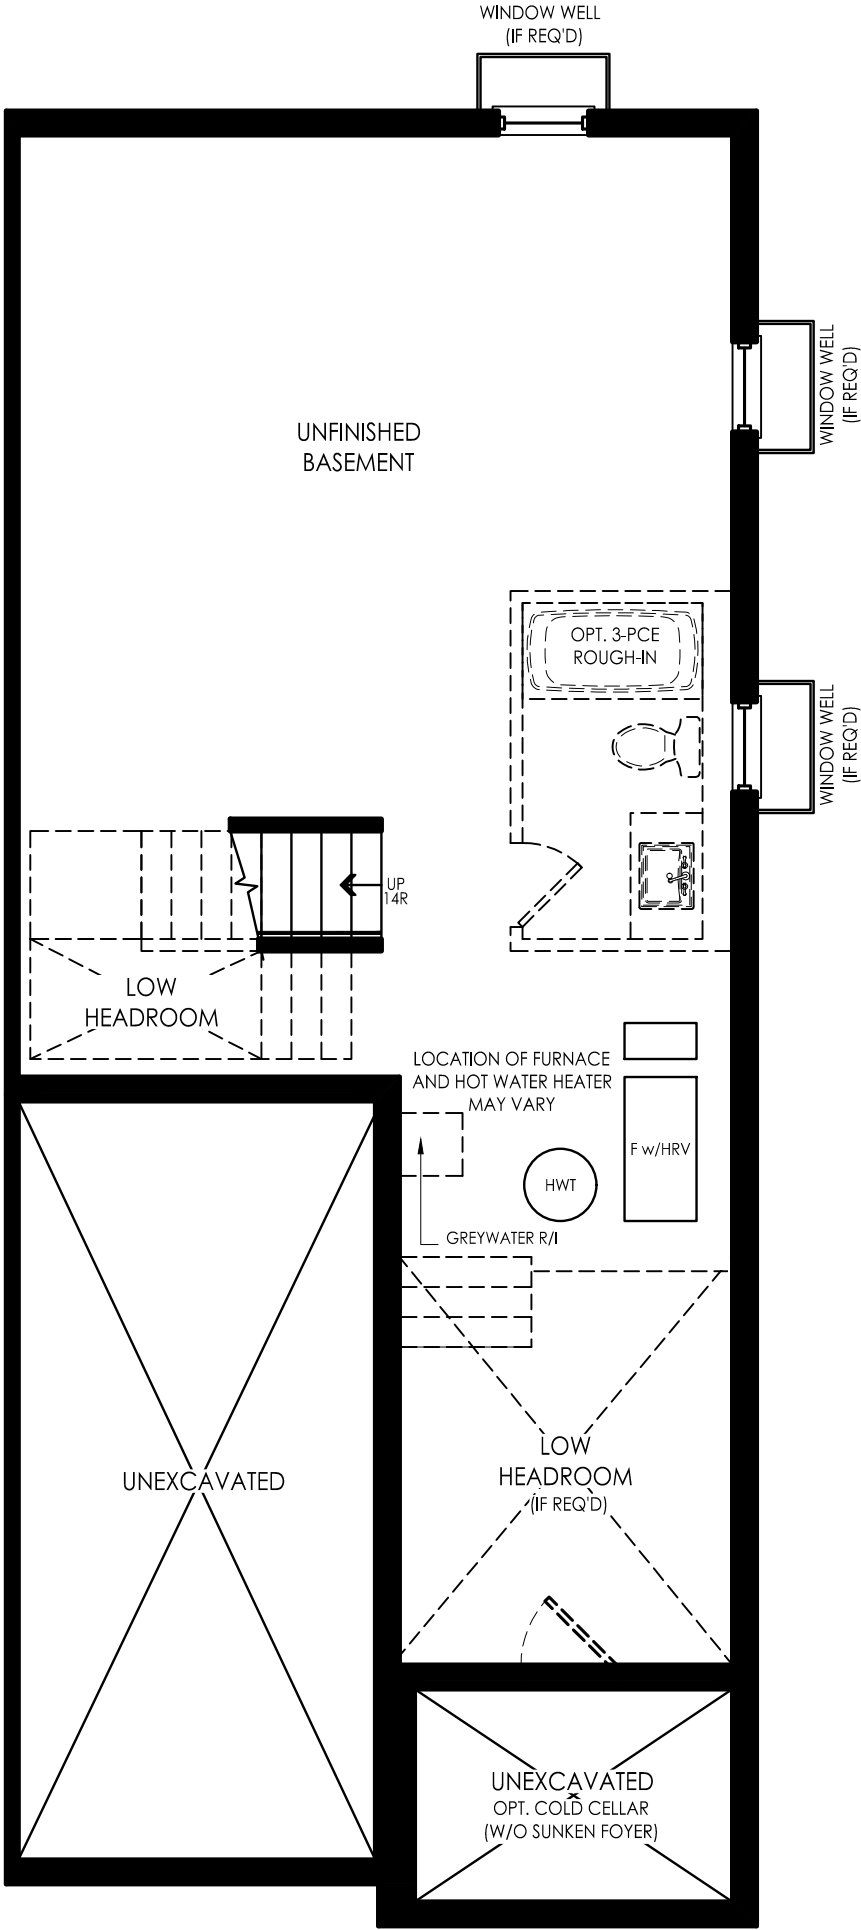 WINDOW WELL
(IF REQ'D)
WINDOW WELL
(IF REQ'D)
UNFINISHED
BASEMENT
OPT. 3-PCE
ROUGH-IN
WINDOW WELL
(IF REQ'D)
UP
14R
LOW
HEADROOM
LOCATION OF FURNACE
AND HOT WATER HEATER
MAY VARY
F w/HRV
HWT
GREYWATER R/I
LOW
HEADROOM
(IF REQ'D)
UNEXCAVATED
UNEXCAVATED
OPT. COLD CELLAR
(W/O SUNKEN FOYER)